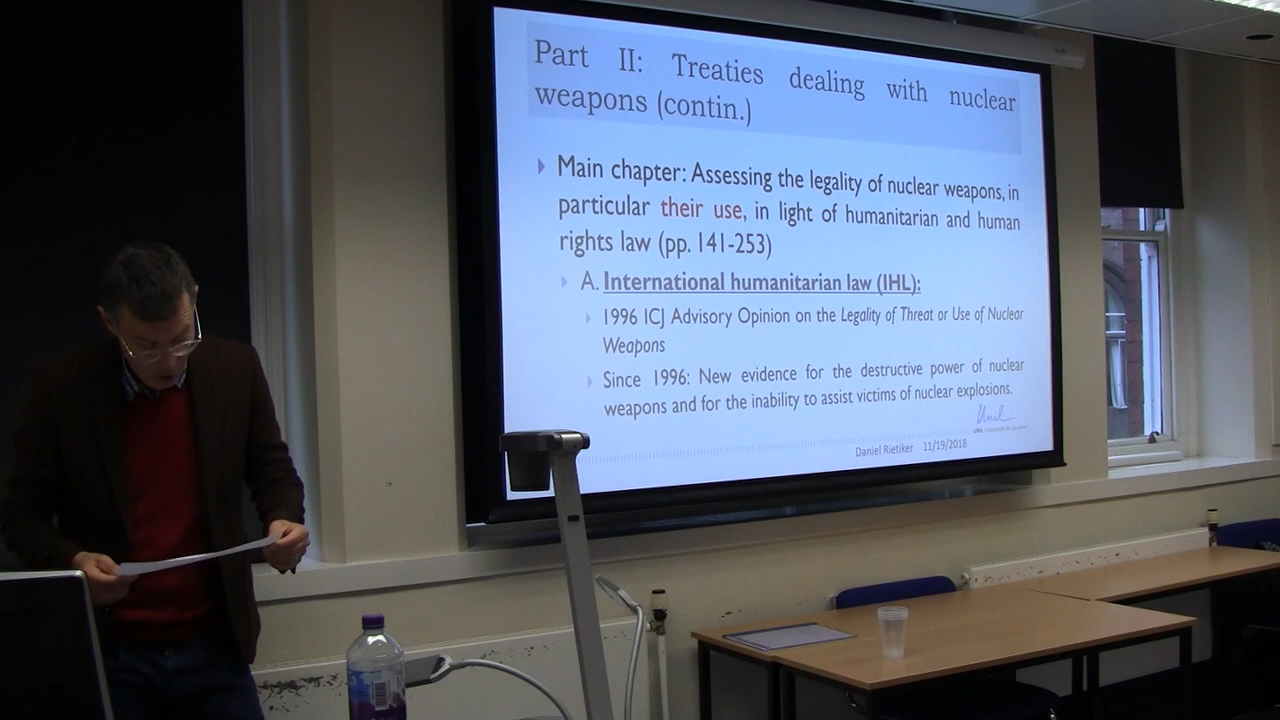 Part II: Treaties dealing with nuclear
weapons (contin.)
Main chapter: Assessing the legality of nuclear weapons, in
particular their use, in light of humanitarian and human
rights law (pp. 141-253)
A. International humanitarian law (IHL):
1996 ICJ Advisory Opinion on the Legality of Threat or Use of Nuclear
Weapons
Since 1996: New evidence for the destructive power of nuclear
weapons and for the inability to assist victims of nuclear explosions.
Unil
Daniel Rietiker 11/19/2018